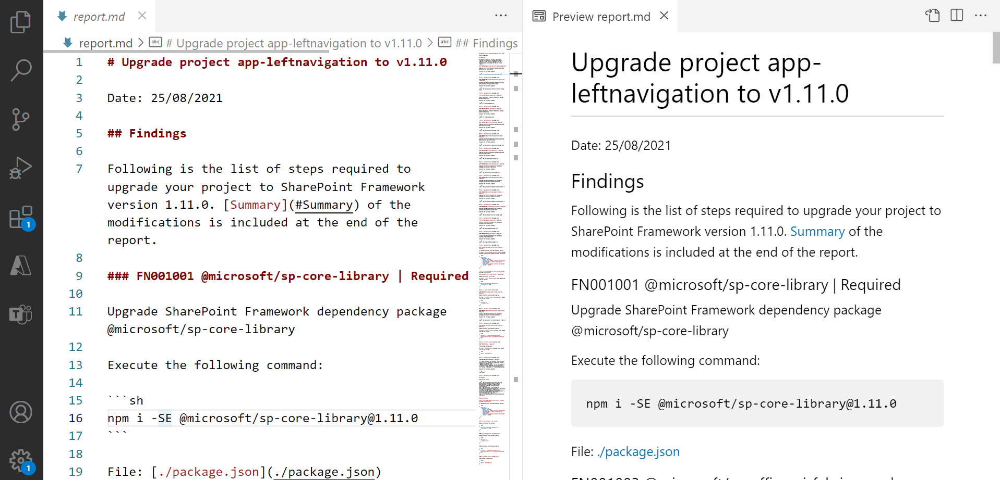 report.md
report.md > # Upgrade project app-leftnavigation to v1.11.0 > ## Findings
1 # Upgrade project app-leftnavigation to v1.11.0
2
3 Date: 25/08/2021
4
5 ## Findings
6
7 Following is the list of steps required to
upgrade your project to SharePoint Framework
version 1.11.0. [Summary](#Summary) of the
modifications is included at the end of the
report.
8
9 ### FN001001 @microsoft/sp-core-library | Required
10
11 Upgrade SharePoint Framework dependency package
@microsoft/sp-core-library
12
13 Execute the following command:
14
15 ```sh
16 npm i -SE @microsoft/sp-core-library@1.11.0
17 ```
18
19 File: [./package.json](./package.json)
1
1
Preview report.md
Upgrade project app-
leftnavigation to v1.11.0
Date: 25/08/2021
Findings
Following is the list of steps required to upgrade your project to
SharePoint Framework version 1.11.0. Summary of the
modifications is included at the end of the report.
FN001001 @microsoft/sp-core-library | Required
Upgrade SharePoint Framework dependency package
@microsoft/sp-core-library
Execute the following command:
npm i -SE @microsoft/sp-core-library@1.11.0
File: ./package.json